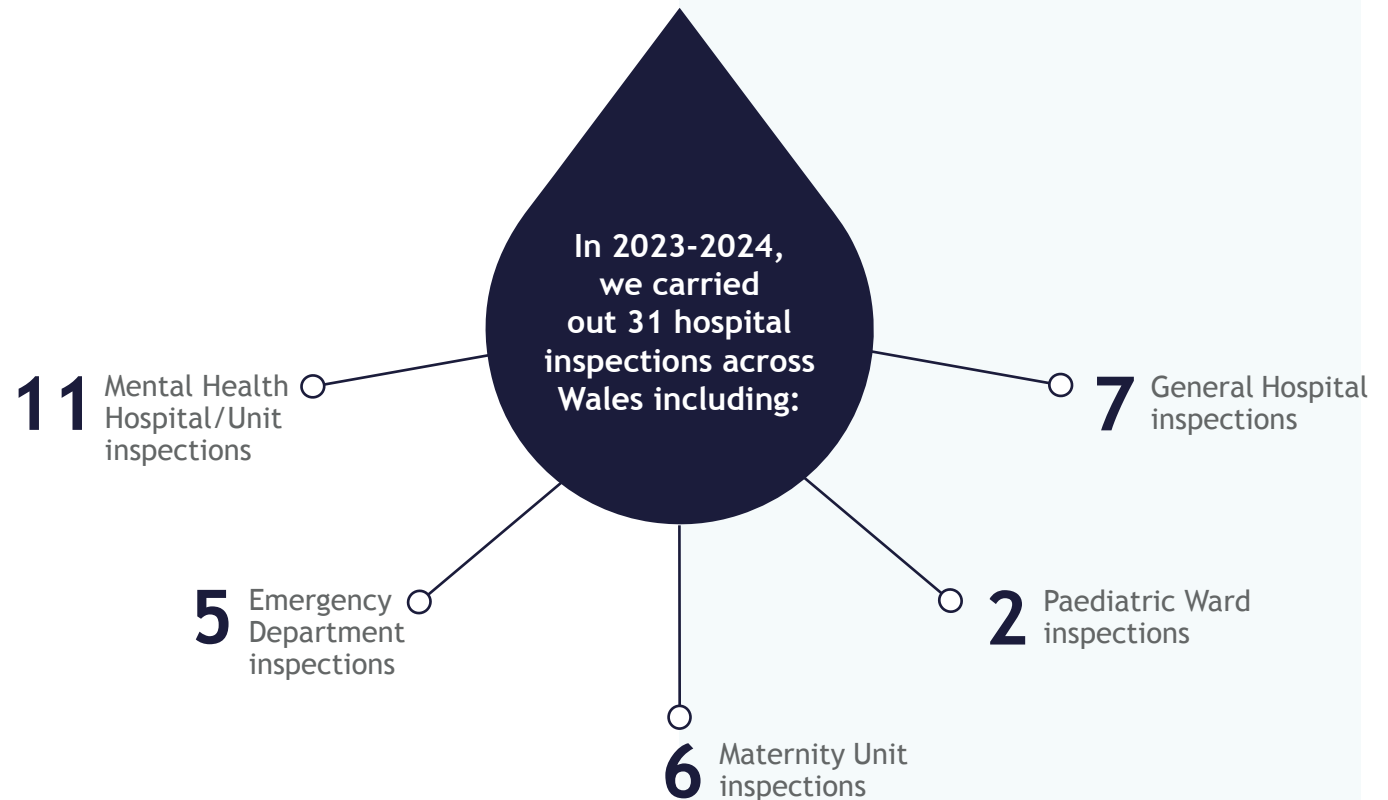 In 2023-2024,
we carried
out 31 hospital
inspections across
Wales including:
11 Mental Health
Hospital/Unit
inspections
5 Emergency
Department
inspections
6 Maternity Unit
inspections
2 Paediatric Ward
inspections
7 General Hospital
inspections